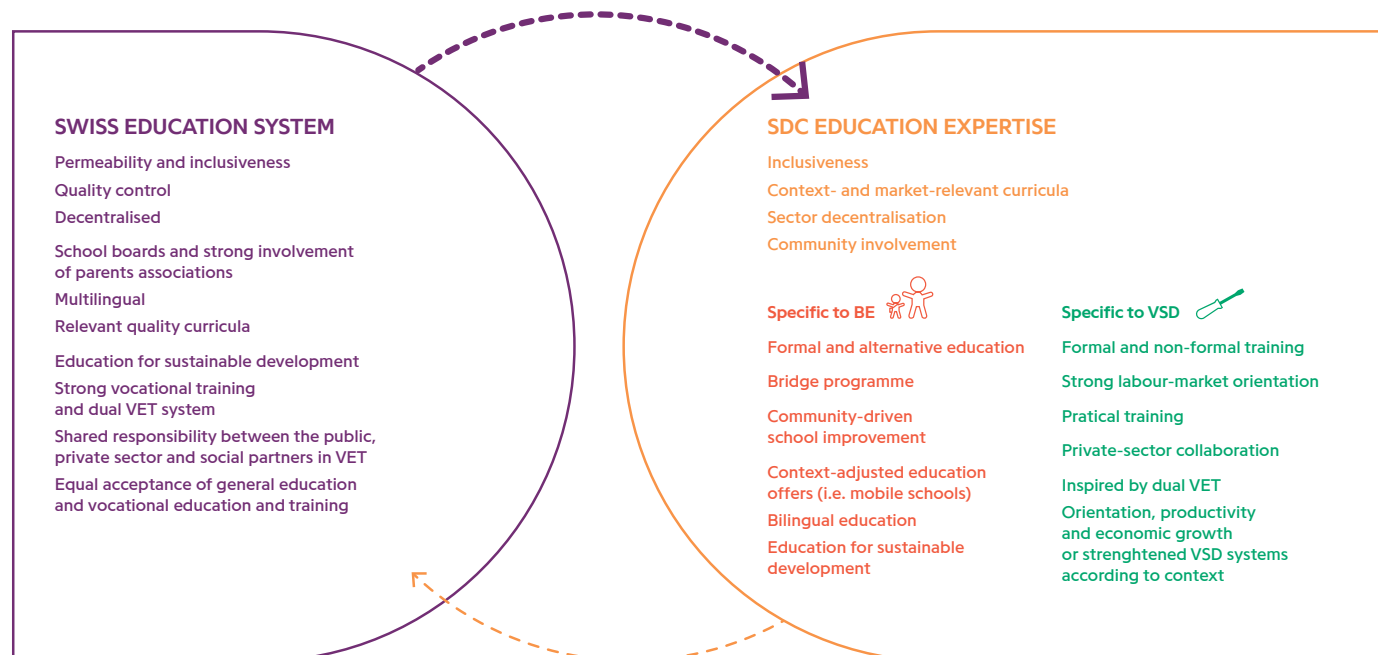 SWISS EDUCATION SYSTEM
Permeability and inclusiveness
Quality control
Decentralised
School boards and strong involvement
of parents associations
Multilingual
Relevant quality curricula
Education for sustainable development
Strong vocational training
and dual VET system
Shared responsibility between the public,
private sector and social partners in VET
Equal acceptance of general education
and vocational education and training
SDC EDUCATION EXPERTISE
Inclusiveness
Context- and market-relevant curricula
Sector decentralisation
Community involvement
Specific to BE
Formal and alternative education
Bridge programme
Community-driven
school improvement
Context-adjusted education
offers (i.e. mobile schools)
Bilingual education
Education for sustainable
development
Specific to VSD
Formal and non-formal training
Strong labour-market orientation
Pratical training
Private-sector collaboration
Inspired by dual VET
Orientation, productivity
and economic growth
or strenghtened VSD systems
according to context